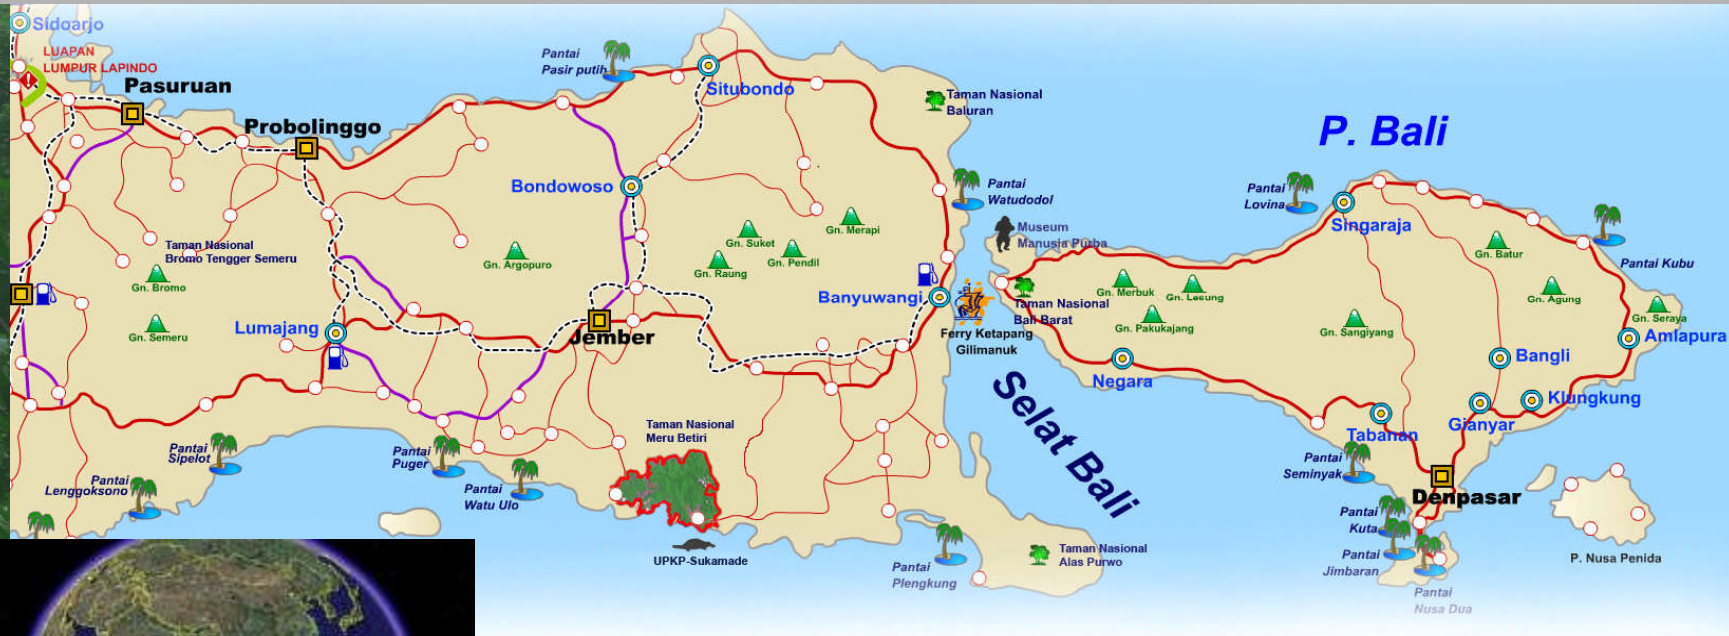 Sidoarjo
LUAPAN
LUMPUR LAPINDO
Pasuruan
Probolinggo
Pantai
Pasir putih
Situbondo
Taman Nasional
Baluran
P. Bali
Bondowoso
Pantai
Watudodol
Pantai
Lovina
Singaraja
Museum
Manusia Purba
Gn. Merapi
Gn. Suket
Gn. Pendil
Gn. Raung
Gn. Argopuro
Taman Nasional
Bromo Tengger Semeru
Gn. Bromo
Gn. Semeru
Gn. Batur
Pantai Kubu
Gn. Agung
Gn. Seraya
Gn. Merbuk
Gn. Lesung
Gn. Pakukajang
Gn. Sangiyang
Banyuwangi
Taman Nasional
Bali Barat
Ferry Ketapang
Gilimanuk
Lumajang
Jember
Amlapura
Bangli
Negara
Klungkung
Gianyar
Tabanan
Selat Bali
Taman Nasional
Meru Betiri
Pantai
Sipelot
Pantai
Lenggoksono
Pantai
Puger
Pantai
Watu Ulo
Pantai
Seminyak
Denpasar
Pantai
Kuta
Pantai
Jimbaran
Pantai
Nusa Dua
P. Nusa Penida
UPKP-Sukamade
Pantai
Plengkung
Taman Nasional
Alas Purwo